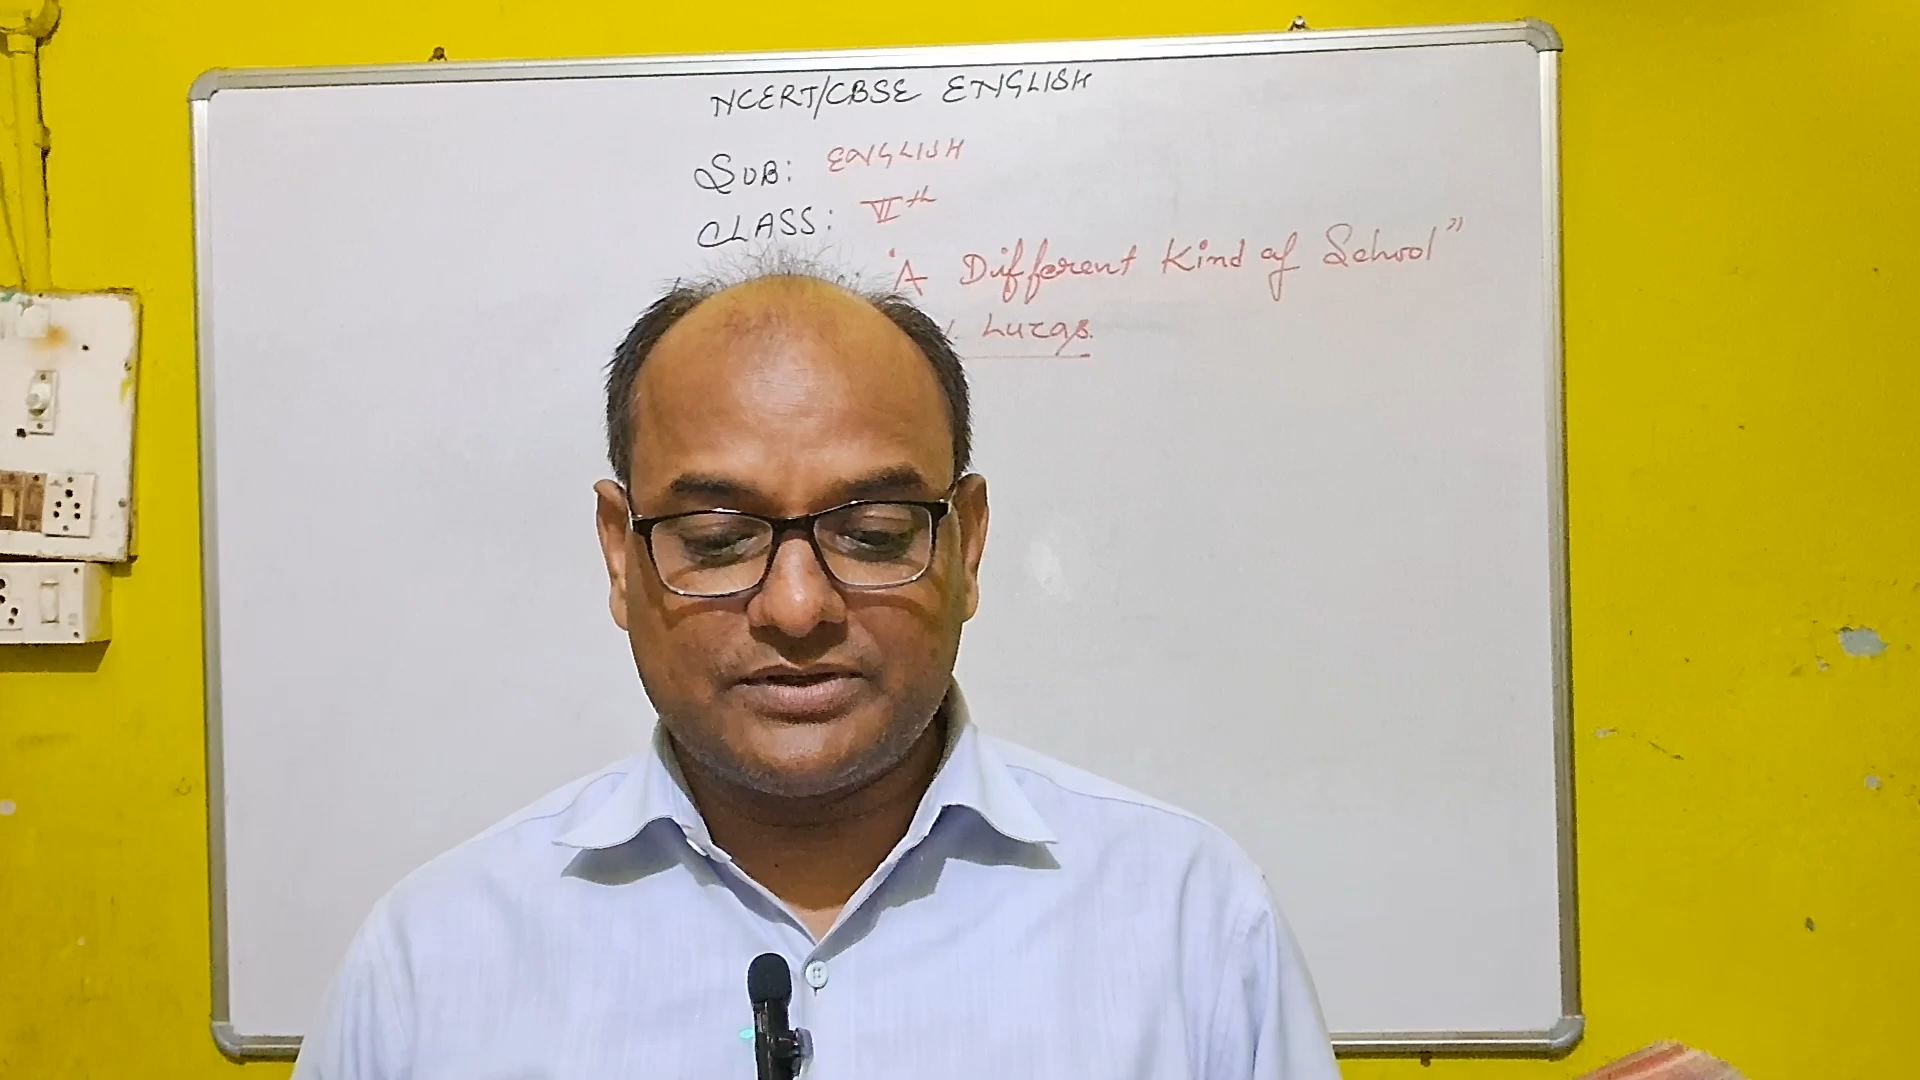 NCERT/CBSE ENGLISH
SUB: ENGLISH
CLASS: VIth
"A Different Kind of School"
Lucas.